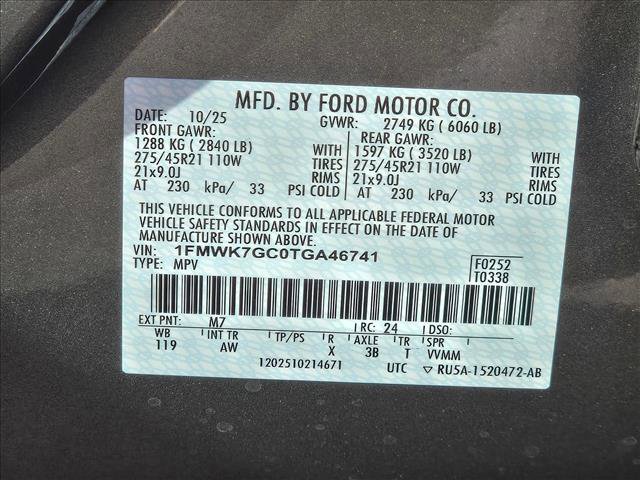 MFD. BY FORD MOTOR CO.
DATE: 10/25 GVWR: 2749 KG ( 6060 LB)
FRONT GAWR: REAR GAWR:
1288 KG ( 2840 LB) WITH 1597 KG ( 3520 LB) WITH
275/45R21 110W TIRES 275/45R21 110W TIRES
21x9.0J RIMS 21x9.0J RIMS
AT 230 kPa/ 33 PSI COLD AT 230 kPa/ 33 PSI COLD
THIS VEHICLE CONFORMS TO ALL APPLICABLE FEDERAL MOTOR
VEHICLE SAFETY STANDARDS IN EFFECT ON THE DATE OF
MANUFACTURE SHOWN ABOVE.
VIN: 1FMWK7GC0TGA46741 F0252
TYPE: MPV T0338
EXT PNT: M7 RC: 24 DSO:
WB INT TR TP/PS R AXLE TR SPR
119 AW X 3B T VVMM
1202510214671 UTC ▽ RU5A-1520472-AB